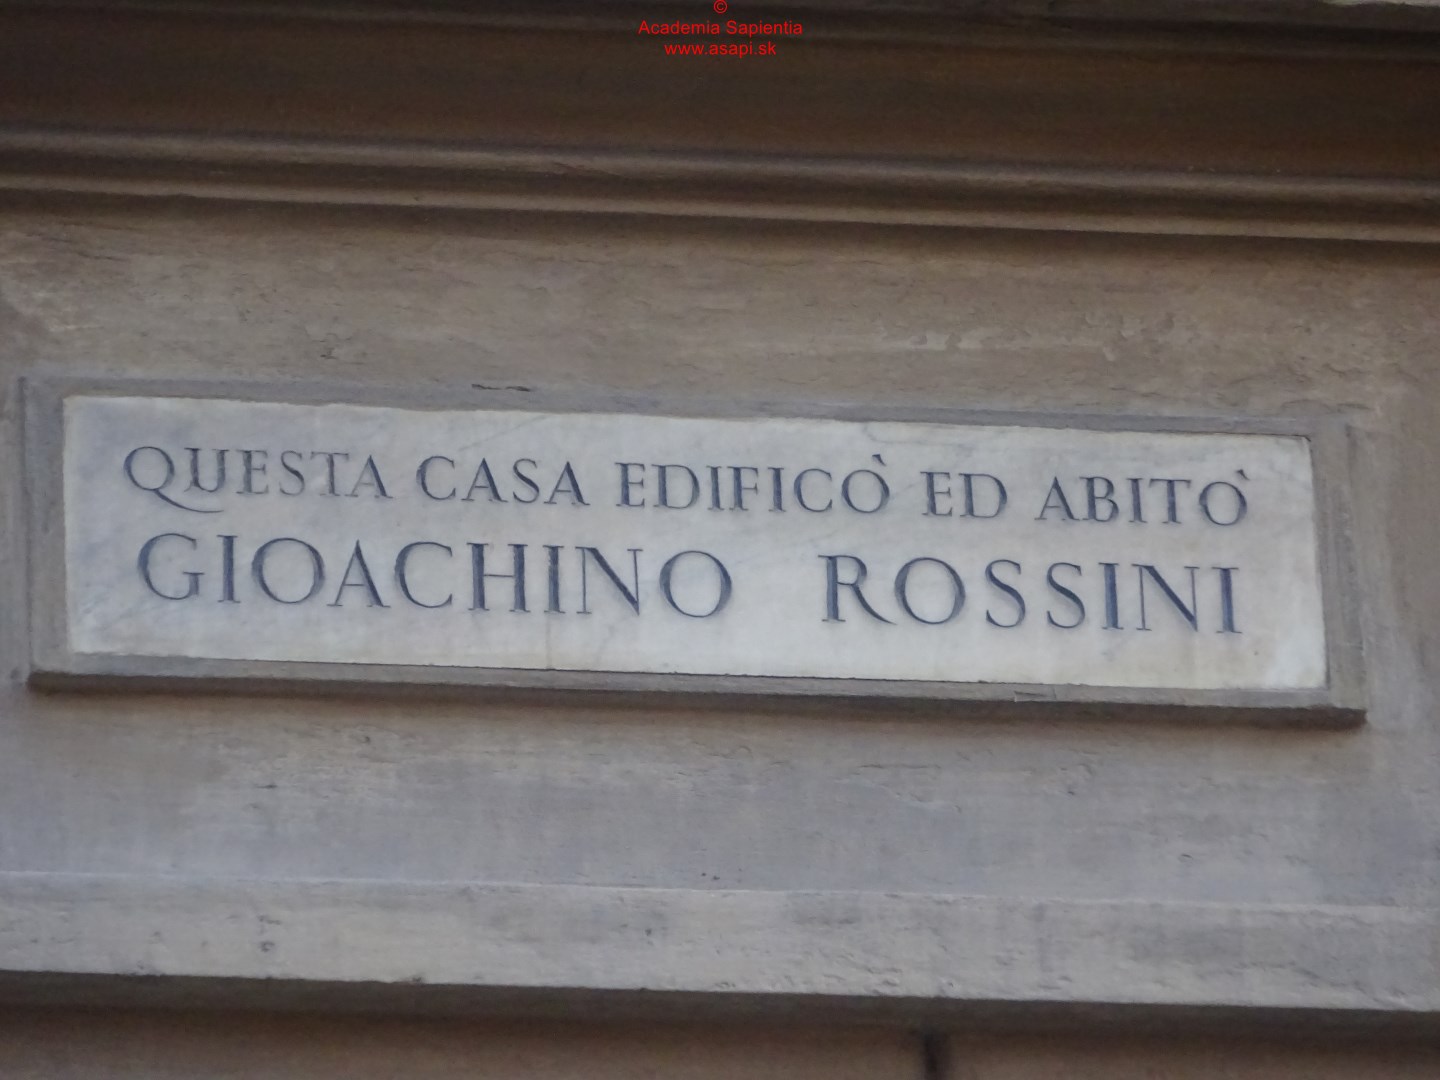 ©
Academia Sapientia
www.asapi.sk
QUESTA CASA EDIFICÒ ED ABITÒ
GIOACHINO ROSSINI